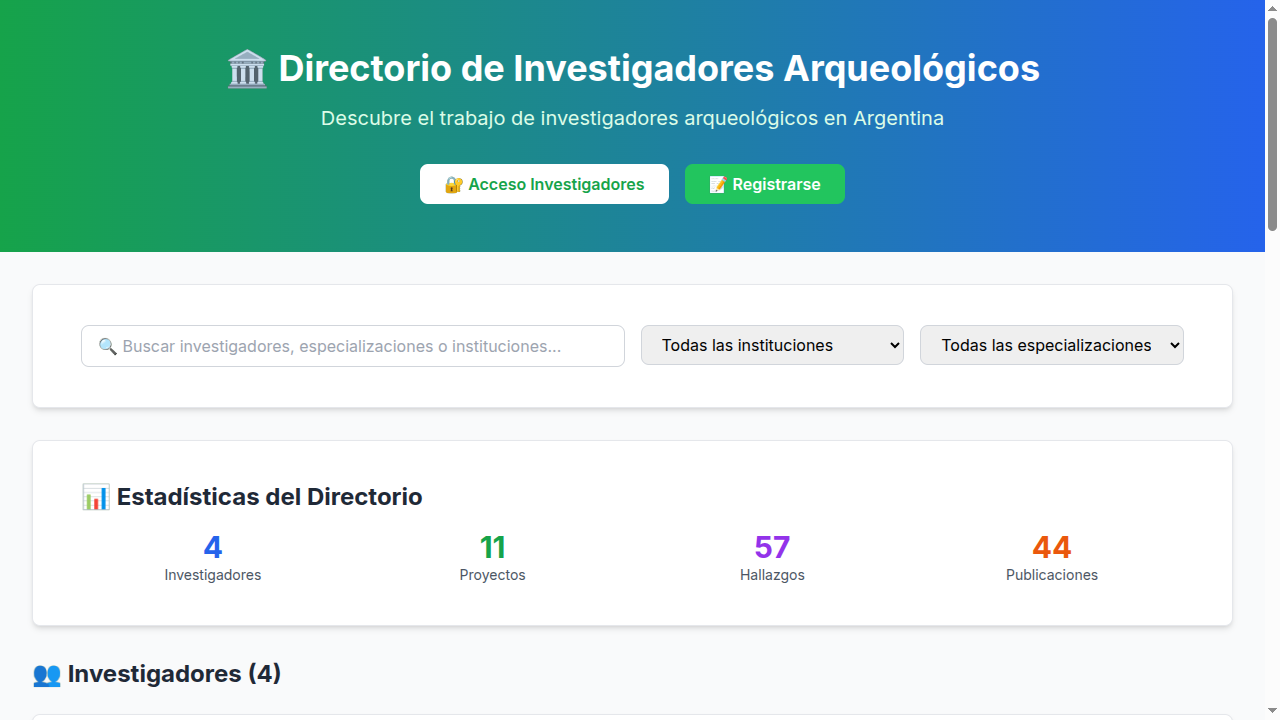 🏛️ Directorio de Investigadores Arqueológicos
Descubre el trabajo de investigadores arqueológicos en Argentina
🔐 Acceso Investigadores
📝 Registrarse
🔍 Buscar investigadores, especializaciones o instituciones...
Todas las instituciones
Todas las especializaciones
📊 Estadísticas del Directorio
4
Investigadores
11
Proyectos
57
Hallazgos
44
Publicaciones
👥 Investigadores (4)